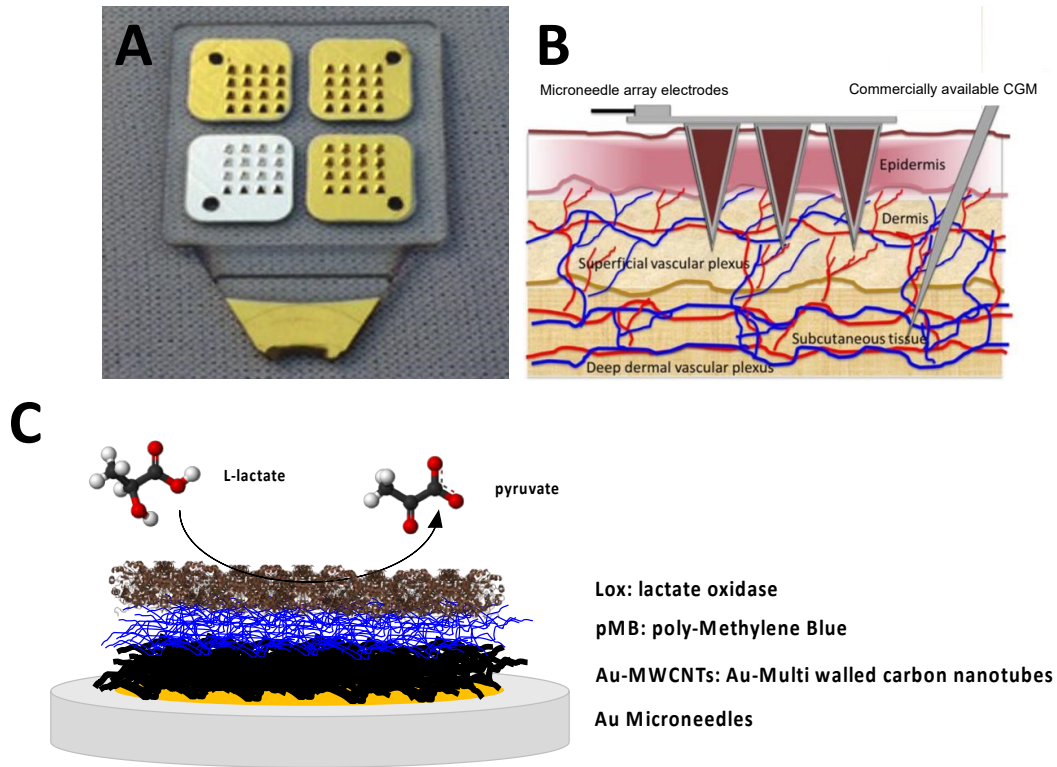 A
B
Microneedle array electrodes
Commercially available CGM
Epidermis
Dermis
Superficial vascular plexus
Subcutaneous tissue
Deep dermal vascular plexus
C
L-lactate
pyruvate
Lox: lactate oxidase
pMB: poly-Methylene Blue
Au-MWCNTs: Au-Multi walled carbon nanotubes
Au Microneedles